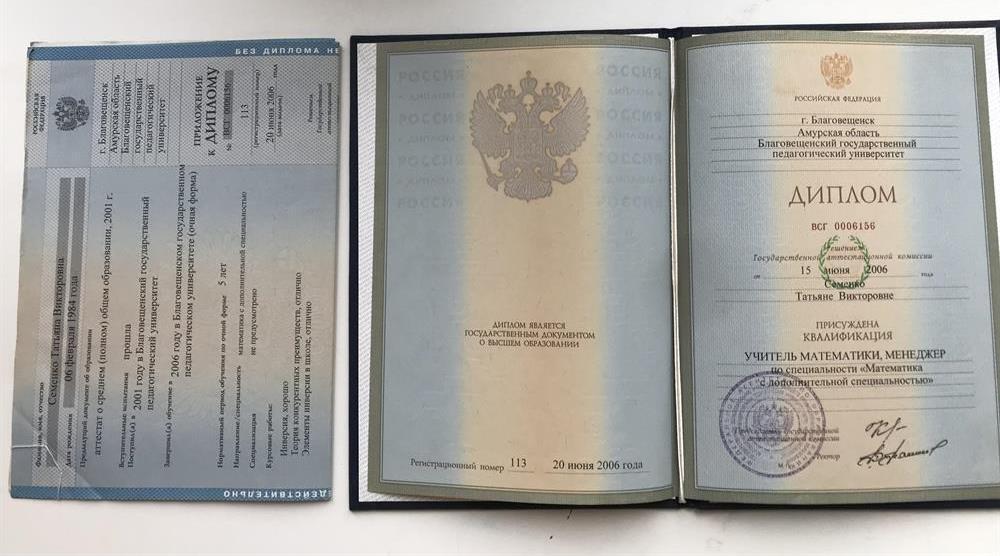 БЕЗ ДИПЛОМА НЕ
РОССИЙСКАЯ
ФЕДЕРАЦИЯ
г. Благовещенск
Амурская область
Благовещенский
государственный
педагогический
университет
ПРИЛОЖЕНИЕ
к ДИПЛОМУ
№ ВСГ 0006156
113
(регистрационный номер)
20 июня 2006 года
(дата выдачи)
Решением
Государственной
аттестационной
Фамилия, имя, отчество
Семенко Татьяна Викторовна
Дата рождения 06 февраля 1984 года
Предыдущий документ об образовании
аттестат о среднем (полном) общем образовании, 2001 г.
Вступительные испытания прошла
Поступил(а) в 2001 году в Благовещенский государственный
педагогический университет
Завершил(а) обучение в 2006 году в Благовещенском государственном
педагогическом университете (очная форма)
Нормативный период обучения по очной форме 5 лет
Направление/специальность математика с дополнительной специальностью
Специализация не предусмотрено
Курсовые работы:
Инверсия, хорошо
Теория конкурентных преимуществ, отлично
Элементы инверсии в школе, отлично
ЕДЕЙСТВИТЕЛЬНО
РОССИЯ
РОССИЯ
ДИПЛОМ ЯВЛЯЕТСЯ
ГОСУДАРСТВЕННЫМ ДОКУМЕНТОМ
О ВЫСШЕМ ОБРАЗОВАНИИ
Регистрационный номер 113 20 июня 2006 года
РОССИЙСКАЯ ФЕДЕРАЦИЯ
г. Благовещенск
Амурская область
Благовещенский государственный
педагогический университет
ДИПЛОМ
ВСГ 0006156
Решением
Государственной аттестационной комиссии
от 15 июня 2006 года
Семенко
Татьяне Викторовне
ПРИСУЖДЕНА
КВАЛИФИКАЦИЯ
УЧИТЕЛЬ МАТЕМАТИКИ, МЕНЕДЖЕР
по специальности «Математика
с дополнительной специальностью»
Председатель Государственной
аттестационной комиссии
Ректор
М.П.